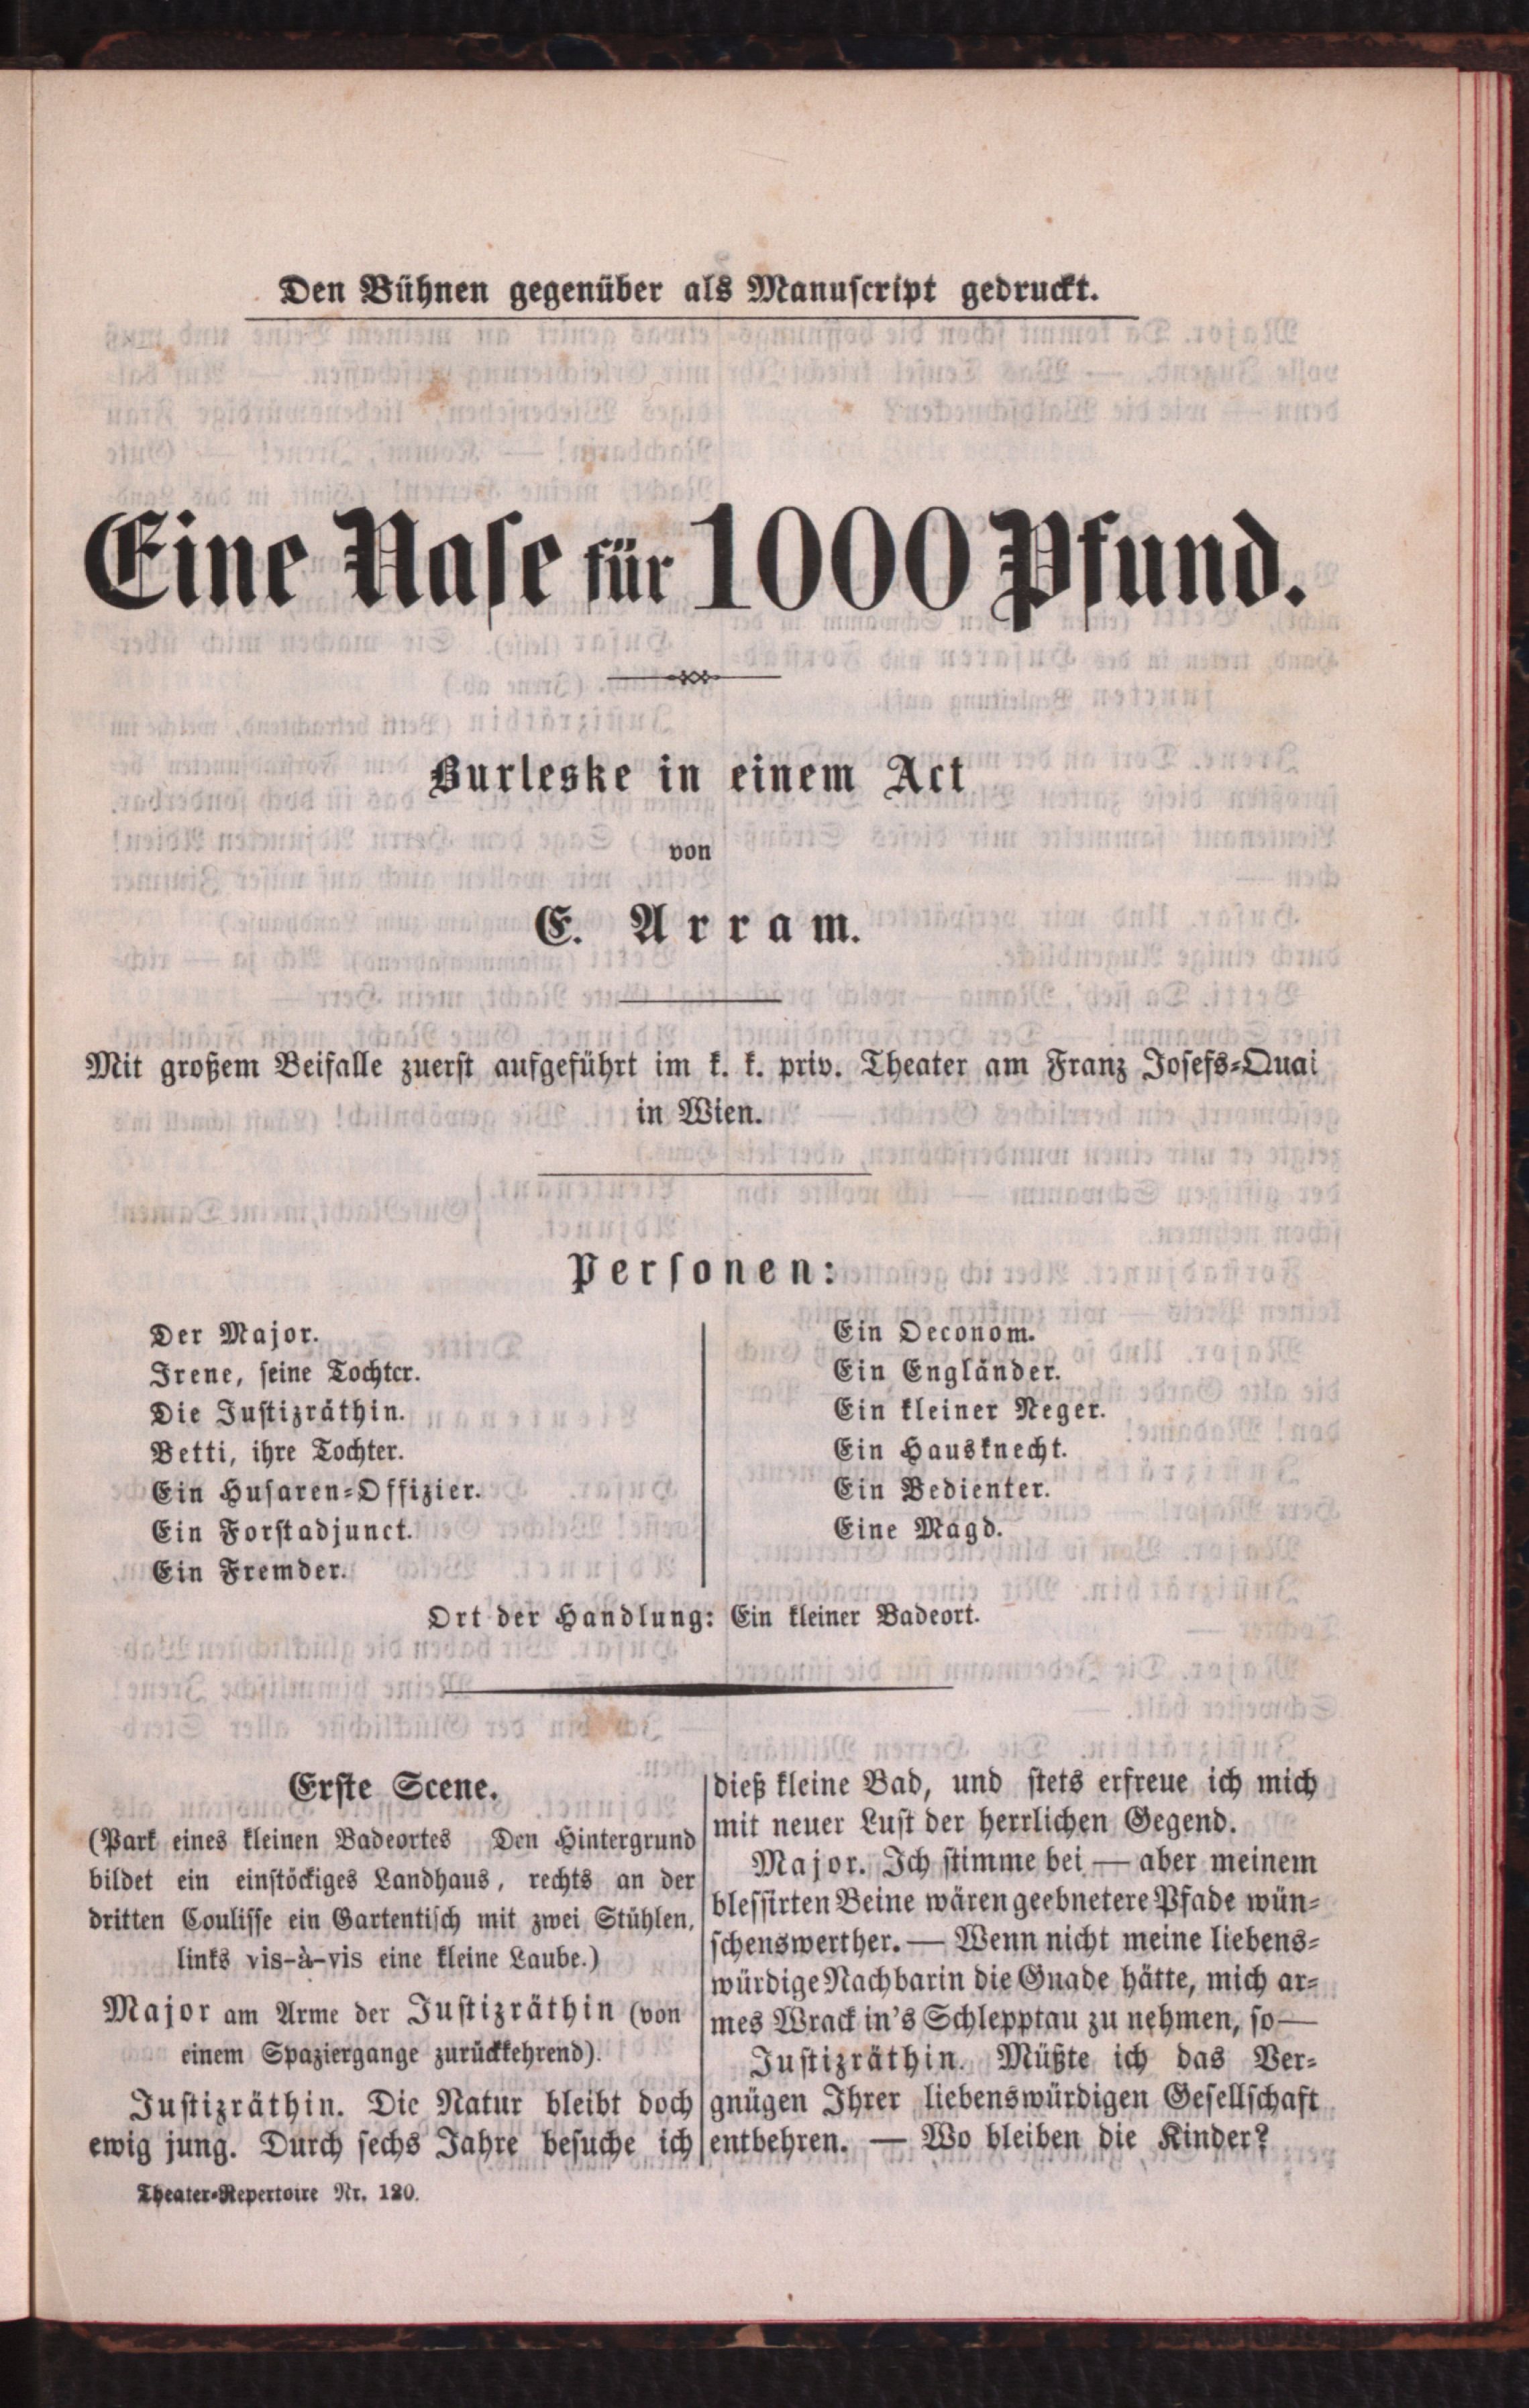 Den Bühnen gegenüber als Manuscript gedruckt.
Eine Nase für 1000 Pfund.
Burleske in einem Act
von
E. Arram.
Mit großem Beifalle zuerst aufgeführt im k. k. priv. Theater am Franz Josefs-Quai
in Wien.
Personen:
Der Major.
Irene, seine Tochter.
Die Justizräthin.
Betti, ihre Tochter.
Ein Husaren-Offizier.
Ein Forstadjunct.
Ein Fremder.
Ein Oeconom.
Ein Engländer.
Ein kleiner Neger.
Ein Hausknecht.
Ein Bedienter.
Eine Magd.
Ort der Handlung: Ein kleiner Badeort.
Erste Scene.
(Park eines kleinen Badeortes Den Hintergrund
bildet ein einstöckiges Landhaus, rechts an der
dritten Coulisse ein Gartentisch mit zwei Stühlen,
links vis-à-vis eine kleine Laube.)
Major am Arme der Justizräthin (von
einem Spaziergange zurückkehrend).
Justizräthin. Die Natur bleibt doch
ewig jung. Durch sechs Jahre besuche ich
dieß kleine Bad, und stets erfreue ich mich
mit neuer Lust der herrlichen Gegend.
Major. Ich stimme bei — aber meinem
blessirten Beine wären geebnetere Pfade wün-
schenswerther. — Wenn nicht meine liebens-
würdige Nachbarin die Gnade hätte, mich ar-
mes Wrack in's Schlepptau zu nehmen, so —
Justizräthin. Müßte ich das Ver-
gnügen Ihrer liebenswürdigen Gesellschaft
entbehren. — Wo bleiben die Kinder?
Theater-Repertoire Nr. 120.